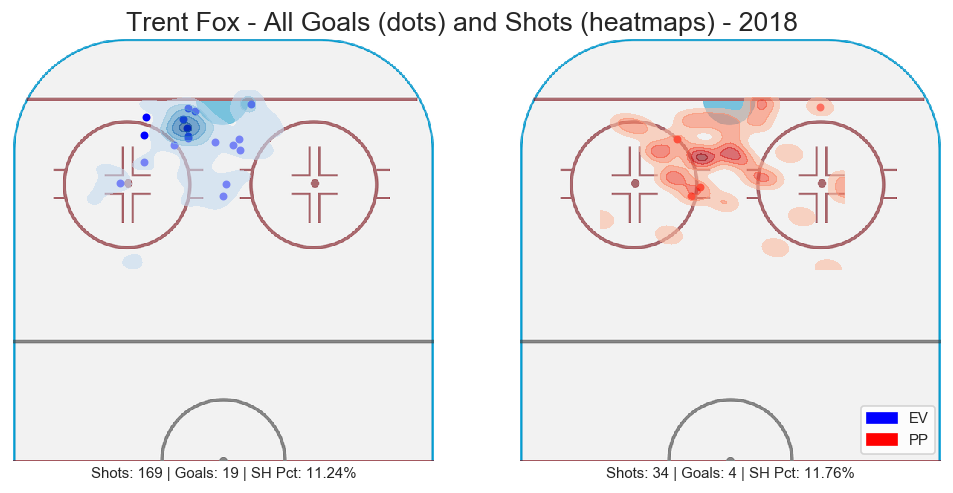 Trent Fox - All Goals (dots) and Shots (heatmaps) - 2018
EV
PP
Shots: 169 | Goals: 19 | SH Pct: 11.24%
Shots: 34 | Goals: 4 | SH Pct: 11.76%